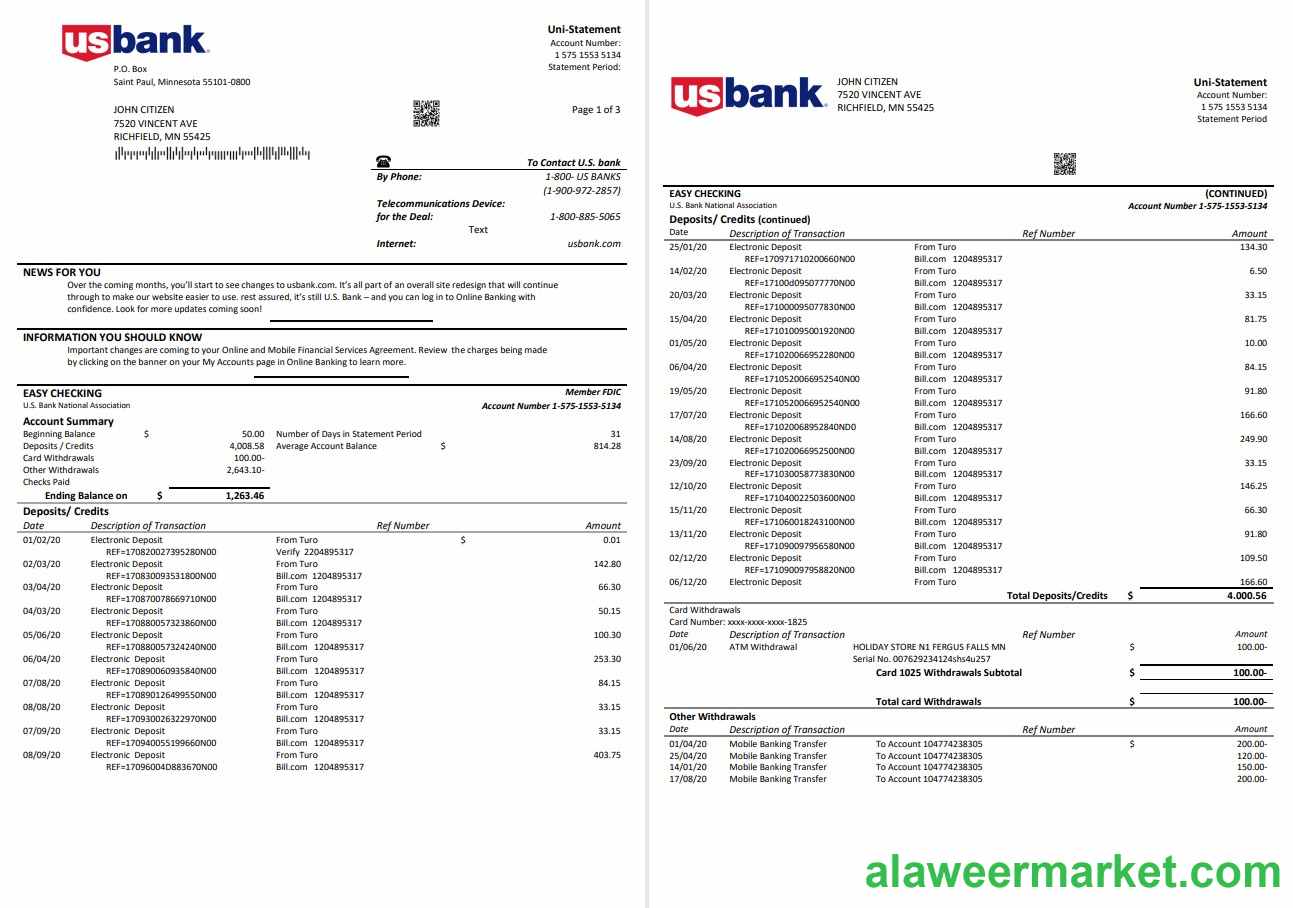 usbank.
Uni-Statement
Account Number:
1 575 1553 5134
Statement Period:
P.O. Box
Saint Paul, Minnesota 55101-0800
JOHN CITIZEN
7520 VINCENT AVE
RICHFIELD, MN 55425
Page 1 of 3
To Contact U.S. bank
By Phone: 1-800- US BANKS
(1-900-972-2857)
Telecommunications Device:
for the Deal: 1-800-885-5065
Text
Internet: usbank.com
NEWS FOR YOU
Over the coming months, you'll start to see changes to usbank.com. It's all part of an overall site redesign that will continue
through to make our website easier to use. rest assured, it's still U.S. Bank – and you can log in to Online Banking with
confidence. Look for more updates coming soon!
INFORMATION YOU SHOULD KNOW
Important changes are coming to your Online and Mobile Financial Services Agreement. Review the charges being made
by clicking on the banner on your My Accounts page in Online Banking to learn more.
EASY CHECKING Member FDIC
U.S. Bank National Association Account Number 1-575-1553-5134
Account Summary
Beginning Balance $ 50.00 Number of Days in Statement Period 31
Deposits / Credits 4,008.58 Average Account Balance $ 814.28
Card Withdrawals 100.00-
Other Withdrawals 2,643.10-
Checks Paid
Ending Balance on $ 1,263.46
Deposits/ Credits
Date Description of Transaction Ref Number Amount
01/02/20 Electronic Deposit From Turo $ 0.01
REF=170820027395280N00 Verify 2204895317
02/03/20 Electronic Deposit From Turo 142.80
REF=170830093531800N00 Bill.com 1204895317
03/04/20 Electronic Deposit From Turo 66.30
REF=170870078669710N00 Bill.com 1204895317
04/03/20 Electronic Deposit From Turo 50.15
REF=170880057323860N00 Bill.com 1204895317
05/06/20 Electronic Deposit From Turo 100.30
REF=170880057324240N00 Bill.com 1204895317
06/04/20 Electronic Deposit From Turo 253.30
REF=170890060935840N00 Bill.com 1204895317
07/08/20 Electronic Deposit From Turo 84.15
REF=170890126499550N00 Bill.com 1204895317
08/08/20 Electronic Deposit From Turo 33.15
REF=170930026322970N00 Bill.com 1204895317
07/09/20 Electronic Deposit From Turo 33.15
REF=170940055199660N00 Bill.com 1204895317
08/09/20 Electronic Deposit From Turo 403.75
REF=17096004D883670N00 Bill.com 1204895317
usbank.
JOHN CITIZEN
7520 VINCENT AVE
RICHFIELD, MN 55425
Uni-Statement
Account Number:
1 575 1553 5134
Statement Period
EASY CHECKING (CONTINUED)
U.S. Bank National Association Account Number 1-575-1553-5134
Deposits/ Credits (continued)
Date Description of Transaction Ref Number Amount
25/01/20 Electronic Deposit From Turo 134.30
REF=170971710200660N00 Bill.com 1204895317
14/02/20 Electronic Deposit From Turo 6.50
REF=17100d095077770N00 Bill.com 1204895317
20/03/20 Electronic Deposit From Turo 33.15
REF=171000095077830N00 Bill.com 1204895317
15/04/20 Electronic Deposit From Turo 81.75
REF=171010095001920N00 Bill.com 1204895317
01/05/20 Electronic Deposit From Turo 10.00
REF=171020066952280N00 Bill.com 1204895317
06/04/20 Electronic Deposit From Turo 84.15
REF=1710520066952540N00 Bill.com 1204895317
19/05/20 Electronic Deposit From Turo 91.80
REF=1710520066952540N00 Bill.com 1204895317
17/07/20 Electronic Deposit From Turo 166.60
REF=171020068952840ND0 Bill.com 1204895317
14/08/20 Electronic Deposit From Turo 249.90
REF=171020066952500N00 Bill.com 1204895317
23/09/20 Electronic Deposit From Turo 33.15
REF=171030058773830N00 Bill.com 1204895317
12/10/20 Electronic Deposit From Turo 146.25
REF=171040022503600N00 Bill.com 1204895317
15/11/20 Electronic Deposit From Turo 66.30
REF=171060018243100N00 Bill.com 1204895317
13/11/20 Electronic Deposit From Turo 91.80
REF=171090097956580N00 Bill.com 1204895317
02/12/20 Electronic Deposit From Turo 109.50
REF=171090097958820N00 Bill.com 1204895317
06/12/20 Electronic Deposit From Turo 166.60
Total Deposits/Credits $ 4.000.56
Card Withdrawals
Card Number: xxxx-xxxx-xxxx-1825
Date Description of Transaction Ref Number Amount
01/06/20 ATM Withdrawal HOLIDAY STORE N1 FERGUS FALLS MN $ 100.00-
Serial No. 007629234124shs4u257
Card 1025 Withdrawals Subtotal $ 100.00-
Total card Withdrawals $ 100.00-
Other Withdrawals
Date Description of Transaction Ref Number Amount
01/04/20 Mobile Banking Transfer To Account 104774238305 $ 200.00-
25/04/20 Mobile Banking Transfer To Account 104774238305 120.00-
14/01/20 Mobile Banking Transfer To Account 104774238305 150.00-
17/08/20 Mobile Banking Transfer To Account 104774238305 200.00-
alaweermarket.com